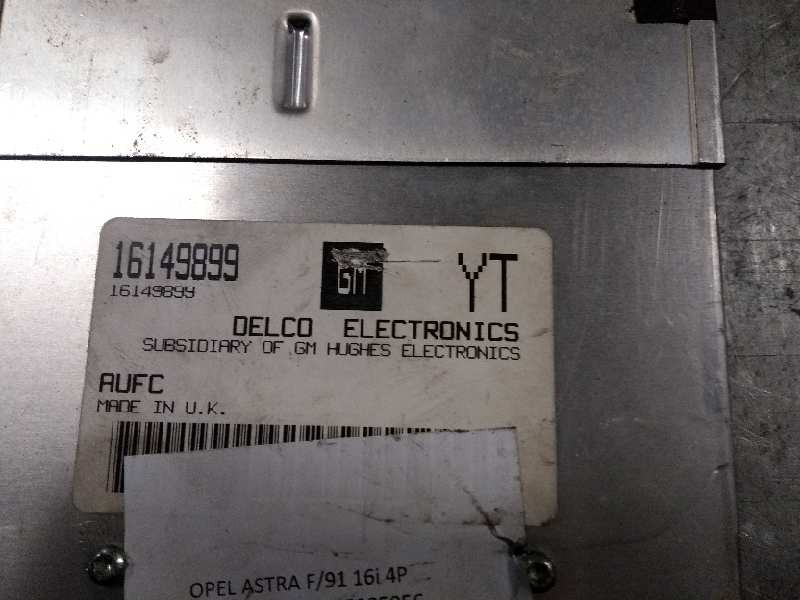 16149899
16149899
GM
YT
DELCO ELECTRONICS
SUBSIDIARY OF GM HUGHES ELECTRONICS
AUFC
MADE IN U.K.
OPEL ASTRA F/91 16i 4P